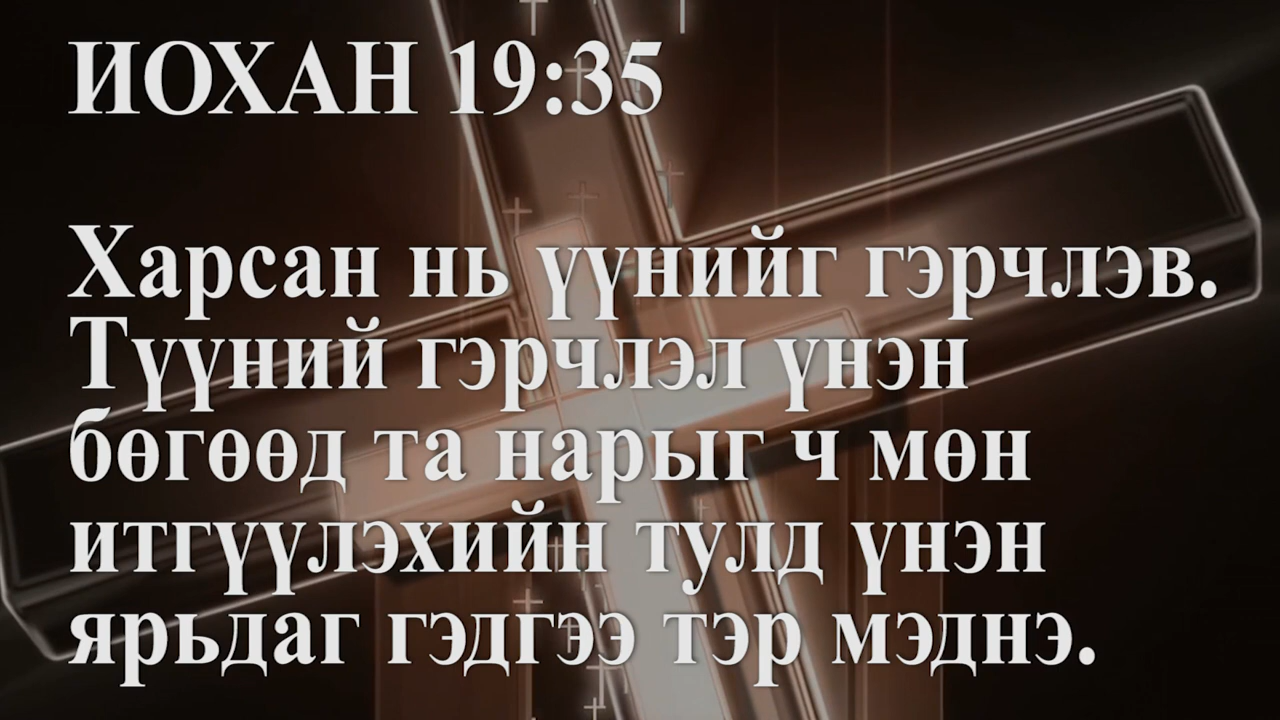 ИОХАН 19:35
Харсан нь үүнийг гэрчлэв.
Түүний гэрчлэл үнэн
бөгөөд та нарыг ч мөн
итгүүлэхийн тулд үнэн
ярьдаг гэдгээ тэр мэднэ.